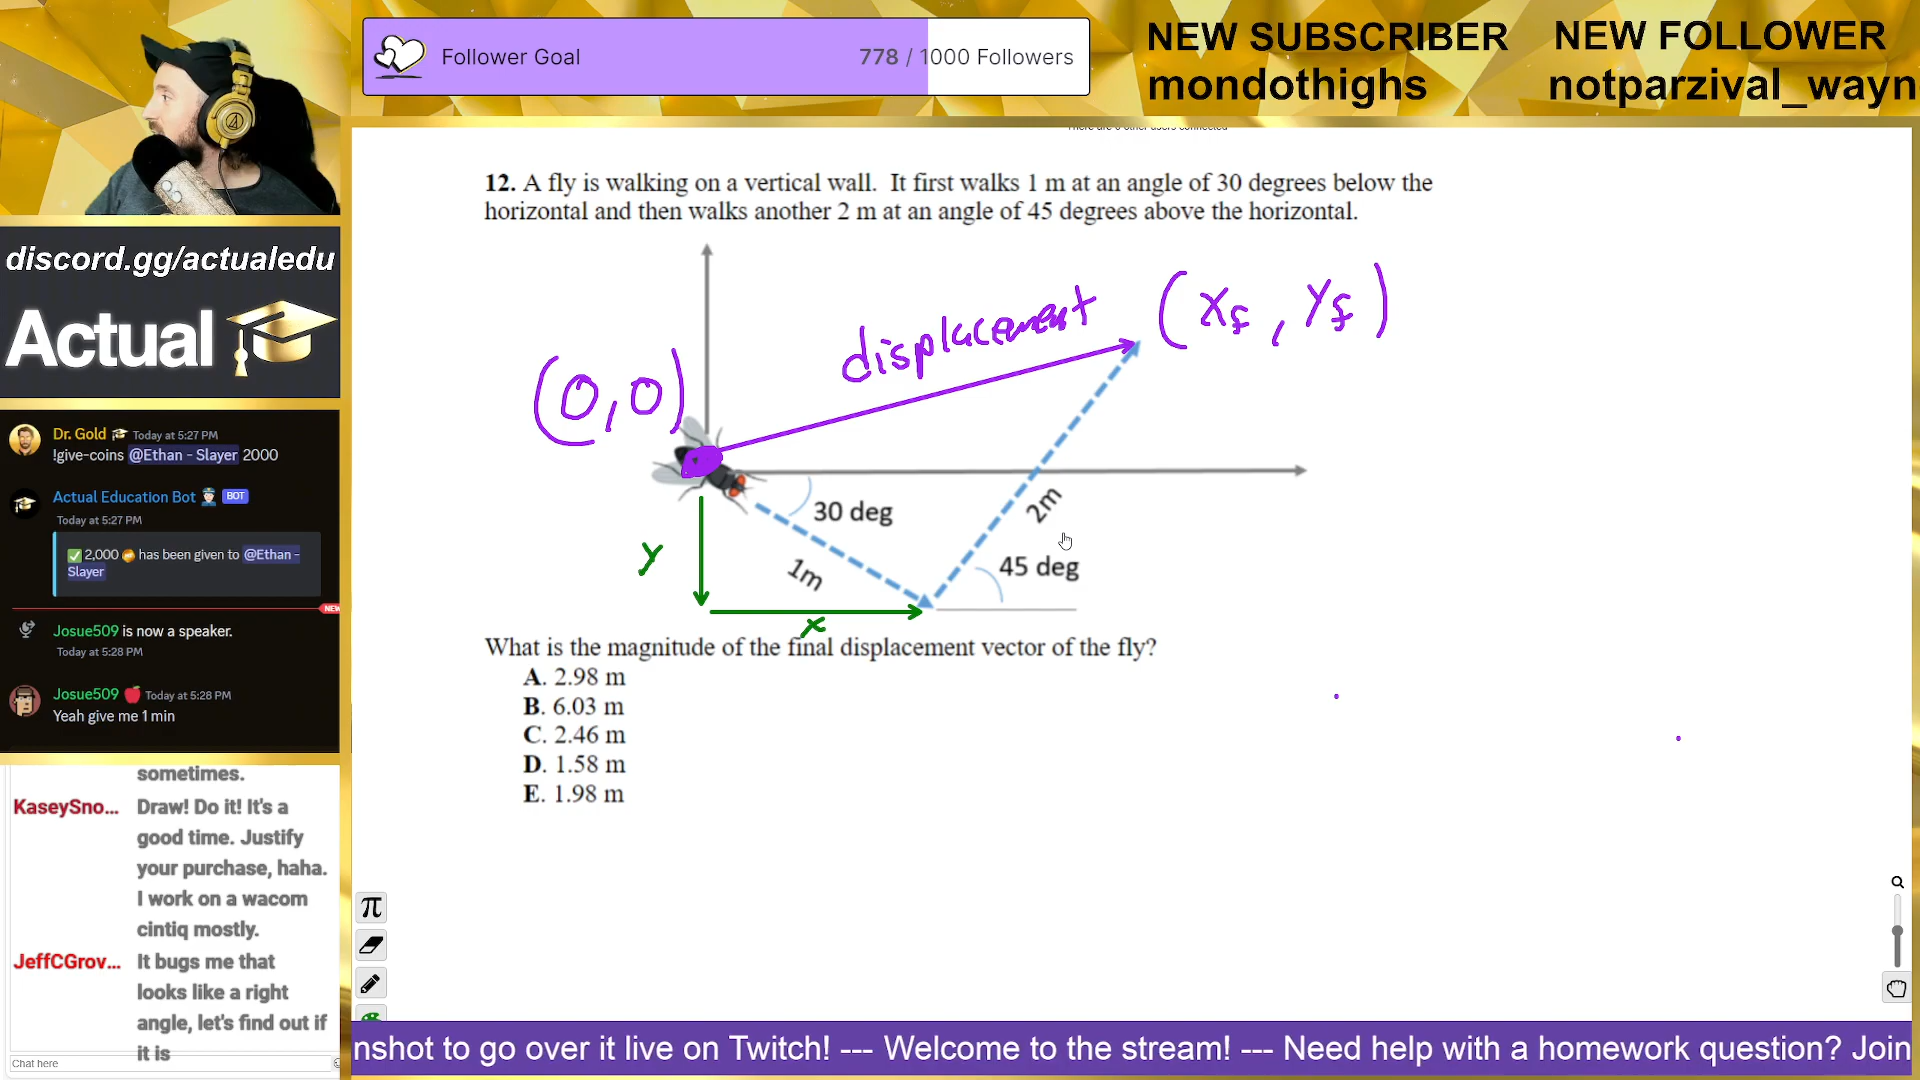 Follower Goal
778 / 1000 Followers
NEW SUBSCRIBER
mondothighs
NEW FOLLOWER
notparzival_wayn
discord.gg/actualedu
Actual
Dr. Gold Today at 5:27 PM
!give-coins @Ethan - Slayer 2000
Actual Education Bot BOT
Today at 5:27 PM
2,000 has been given to @Ethan -
Slayer
NEW
Josue509 is now a speaker.
Today at 5:28 PM
Josue509 Today at 5:28 PM
Yeah give me 1 min
sometimes.
KaseySno... Draw! Do it! It's a
good time. Justify
your purchase, haha.
I work on a wacom
cintiq mostly.
JeffCGrov... It bugs me that
looks like a right
angle, let's find out if
it is
Chat here
12. A fly is walking on a vertical wall. It first walks 1 m at an angle of 30 degrees below the
horizontal and then walks another 2 m at an angle of 45 degrees above the horizontal.
(0,0)
displacement
(xf, yf)
30 deg
1m
2m
45 deg
y
x
What is the magnitude of the final displacement vector of the fly?
A. 2.98 m
B. 6.03 m
C. 2.46 m
D. 1.58 m
E. 1.98 m
π
nshot to go over it live on Twitch! --- Welcome to the stream! --- Need help with a homework question? Join